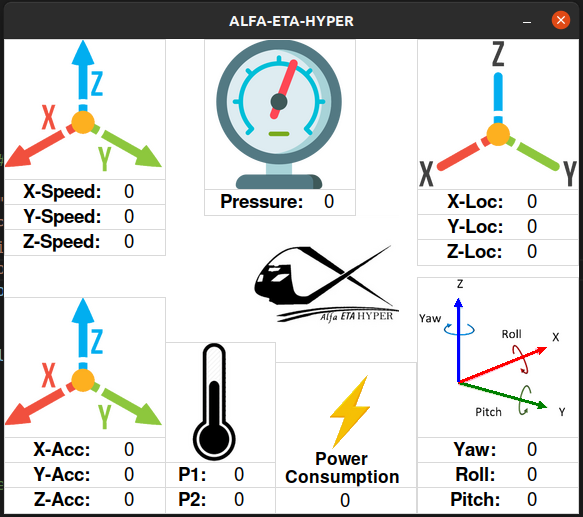 ALFA-ETA-HYPER
Z
X
Y
X-Speed: 0
Y-Speed: 0
Z-Speed: 0
Pressure: 0
Z
X
Y
X-Loc: 0
Y-Loc: 0
Z-Loc: 0
Alfa ETA HYPER
Z
X
Y
X-Acc: 0
Y-Acc: 0
Z-Acc: 0
P1: 0
P2: 0
Power
Consumption
0
Z
Yaw
Roll
X
Pitch
Y
Yaw: 0
Roll: 0
Pitch: 0